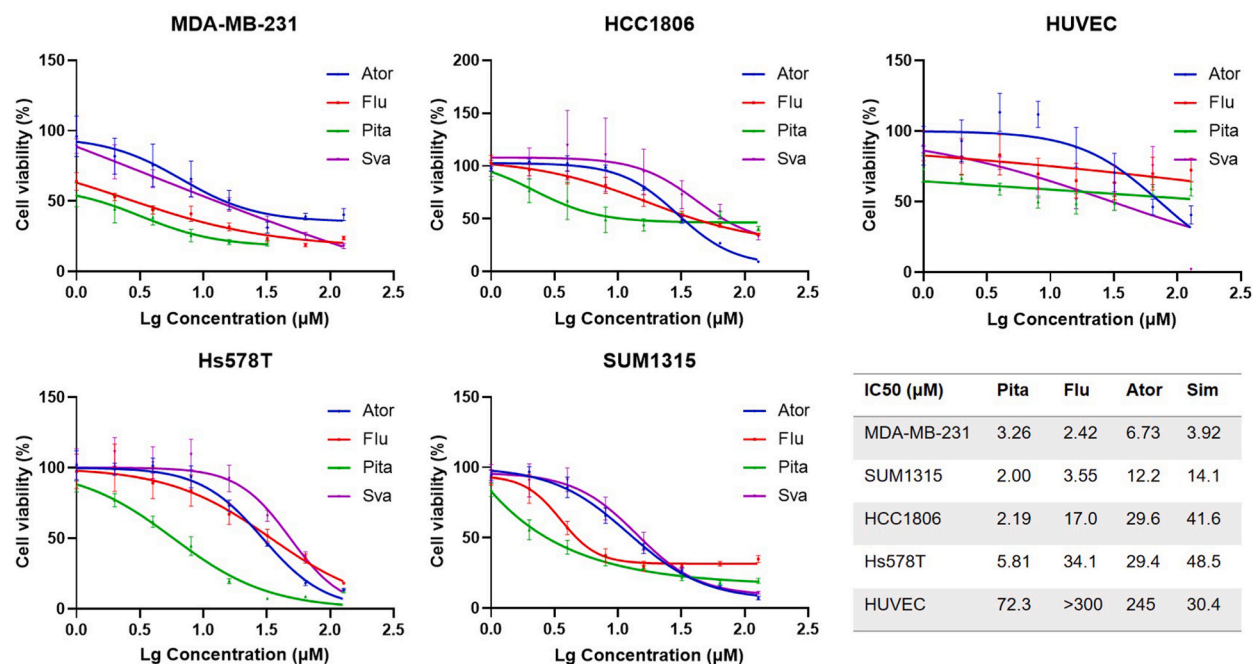 MDA-MB-231
Cell viability (%)
150
100
50
0
0.0 0.5 1.0 1.5 2.0 2.5
Lg Concentration (μM)
Ator
Flu
Pita
Sva
HCC1806
Cell viability (%)
200
150
100
50
0
0.0 0.5 1.0 1.5 2.0 2.5
Lg Concentration (μM)
Ator
Flu
Pita
Sva
HUVEC
Cell viability (%)
150
100
50
0
0.0 0.5 1.0 1.5 2.0 2.5
Lg Concentration (μM)
Ator
Flu
Pita
Sva
Hs578T
Cell viability (%)
150
100
50
0
0.0 0.5 1.0 1.5 2.0 2.5
Lg Concentration (μM)
Ator
Flu
Pita
Sva
SUM1315
Cell viability (%)
150
100
50
0
0.0 0.5 1.0 1.5 2.0 2.5
Lg Concentration (μM)
Ator
Flu
Pita
Sva
IC50 (μM) Pita Flu Ator Sim
MDA-MB-231 3.26 2.42 6.73 3.92
SUM1315 2.00 3.55 12.2 14.1
HCC1806 2.19 17.0 29.6 41.6
Hs578T 5.81 34.1 29.4 48.5
HUVEC 72.3 >300 245 30.4